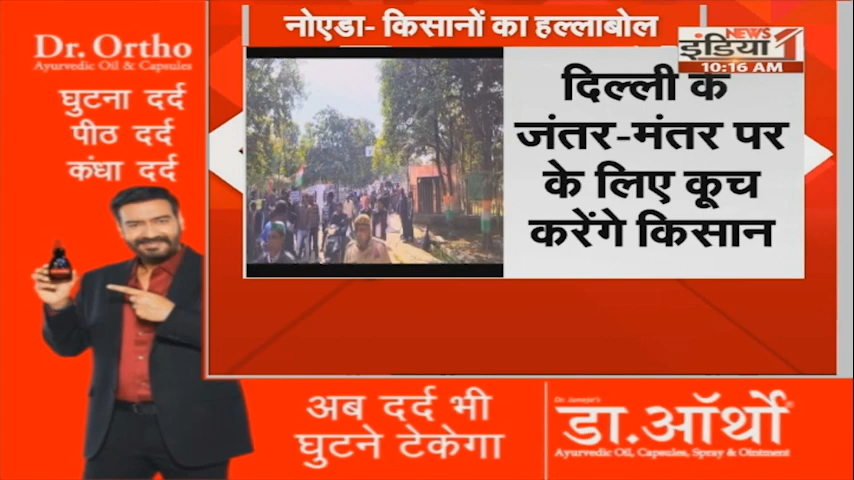 Dr. Ortho
Ayurvedic Oil & Capsules
घुटना दर्द
पीठ दर्द
कंधा दर्द
नोएडा- किसानों का हल्लाबोल
NEWS
इंडिया 1
10:16 AM
दिल्ली के
जंतर-मंतर पर
के लिए कूच
करेंगे किसान
अब दर्द भी
घुटने टेकेगा
Dr. Juneja's
डा.ऑर्थो
Ayurvedic Oil, Capsules, Spray & Ointment